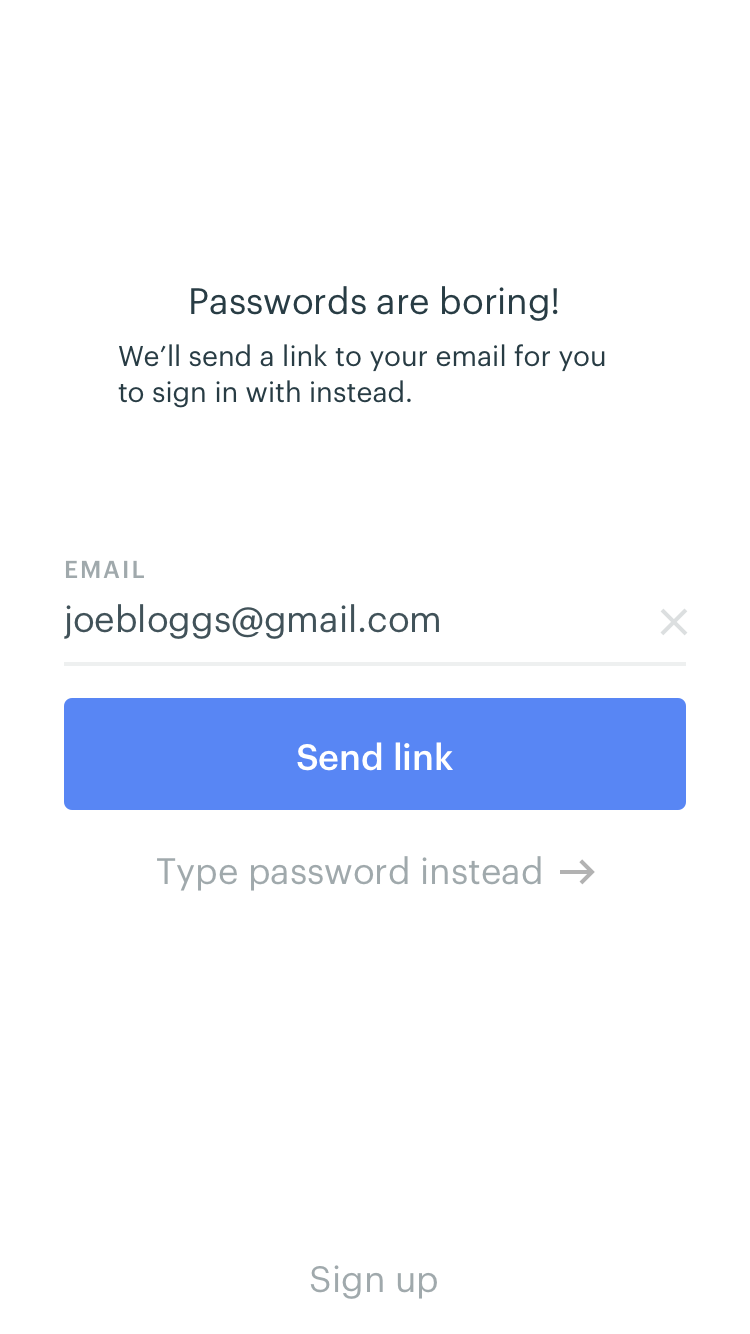 Passwords are boring!
We’ll send a link to your email for you
to sign in with instead.
EMAIL
joebloggs@gmail.com
Send link
Type password instead →
Sign up